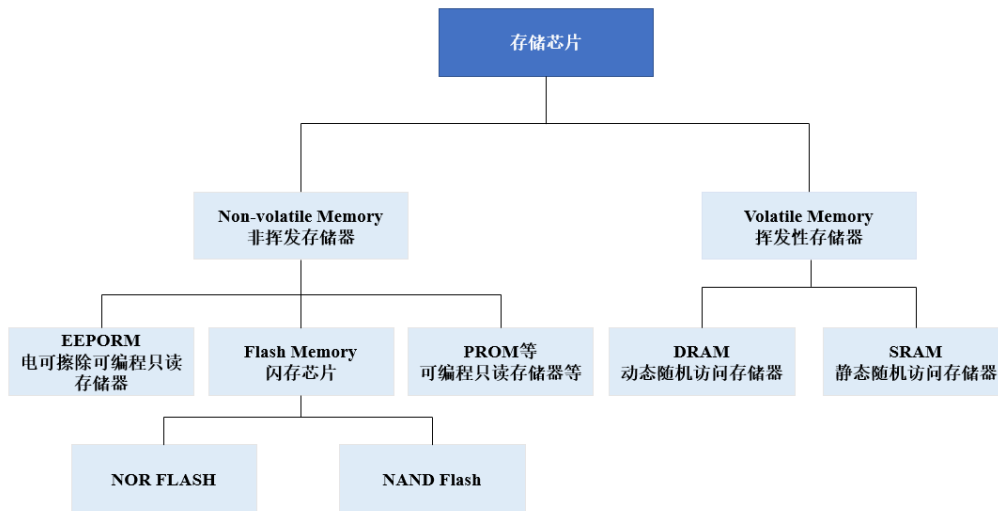 存储芯片
Non-volatile Memory
非挥发存储器
Volatile Memory
挥发性存储器
EEPORM
电可擦除可编程只读
存储器
Flash Memory
闪存芯片
PROM等
可编程只读存储器等
DRAM
动态随机访问存储器
SRAM
静态随机访问存储器
NOR FLASH
NAND Flash